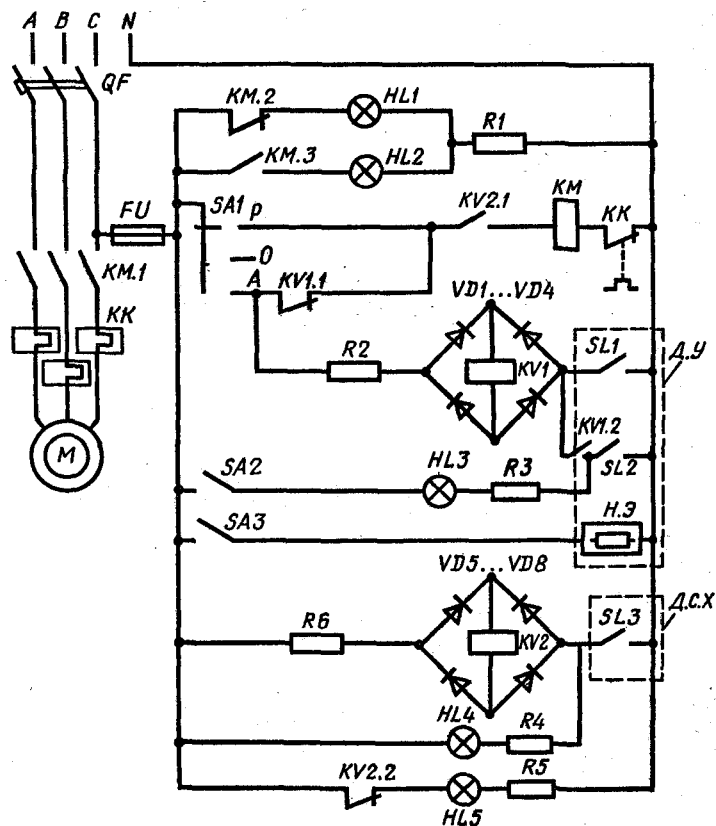 A B C N
QF
KM.2 HL1
R1
KM.3 HL2
FU
SA1 P KV2.1 KM KK
O
KM.1
A KV1.1
VD1...VD4
KK
R2 KV1 SL1 Д.У
KV1.2
M
SA2 HL3 R3 SL2
Н.Э
SA3
VD5...VD8
Д.С.Х
R6 KV2 SL3
HL4 R4
KV2.2 R5
HL5